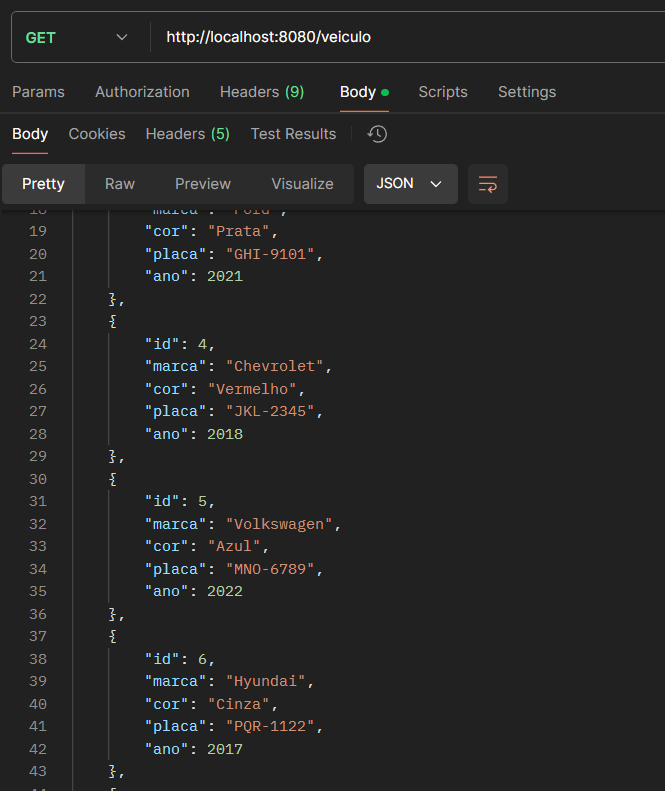 GET http://localhost:8080/veiculo
Params Authorization Headers (9) Body Scripts Settings
Body Cookies Headers (5) Test Results
Pretty Raw Preview Visualize JSON
18 "marca": "Ford",
19 "cor": "Prata",
20 "placa": "GHI-9101",
21 "ano": 2021
22 },
23 {
24 "id": 4,
25 "marca": "Chevrolet",
26 "cor": "Vermelho",
27 "placa": "JKL-2345",
28 "ano": 2018
29 },
30 {
31 "id": 5,
32 "marca": "Volkswagen",
33 "cor": "Azul",
34 "placa": "MNO-6789",
35 "ano": 2022
36 },
37 {
38 "id": 6,
39 "marca": "Hyundai",
40 "cor": "Cinza",
41 "placa": "PQR-1122",
42 "ano": 2017
43 },